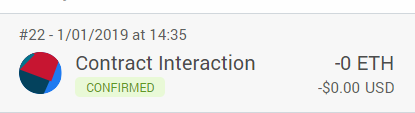 #22 - 1/01/2019 at 14:35
Contract Interaction
-0 ETH
CONFIRMED
-$0.00 USD